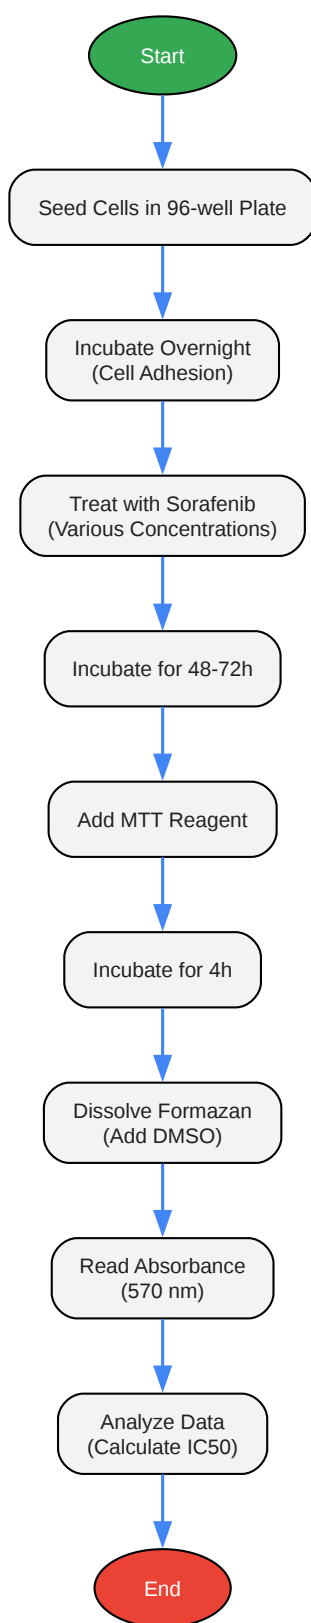 Start
Seed Cells in 96-well Plate
Incubate Overnight
(Cell Adhesion)
Treat with Sorafenib
(Various Concentrations)
Incubate for 48-72h
Add MTT Reagent
Incubate for 4h
Dissolve Formazan
(Add DMSO)
Read Absorbance
(570 nm)
Analyze Data
(Calculate IC50)
End